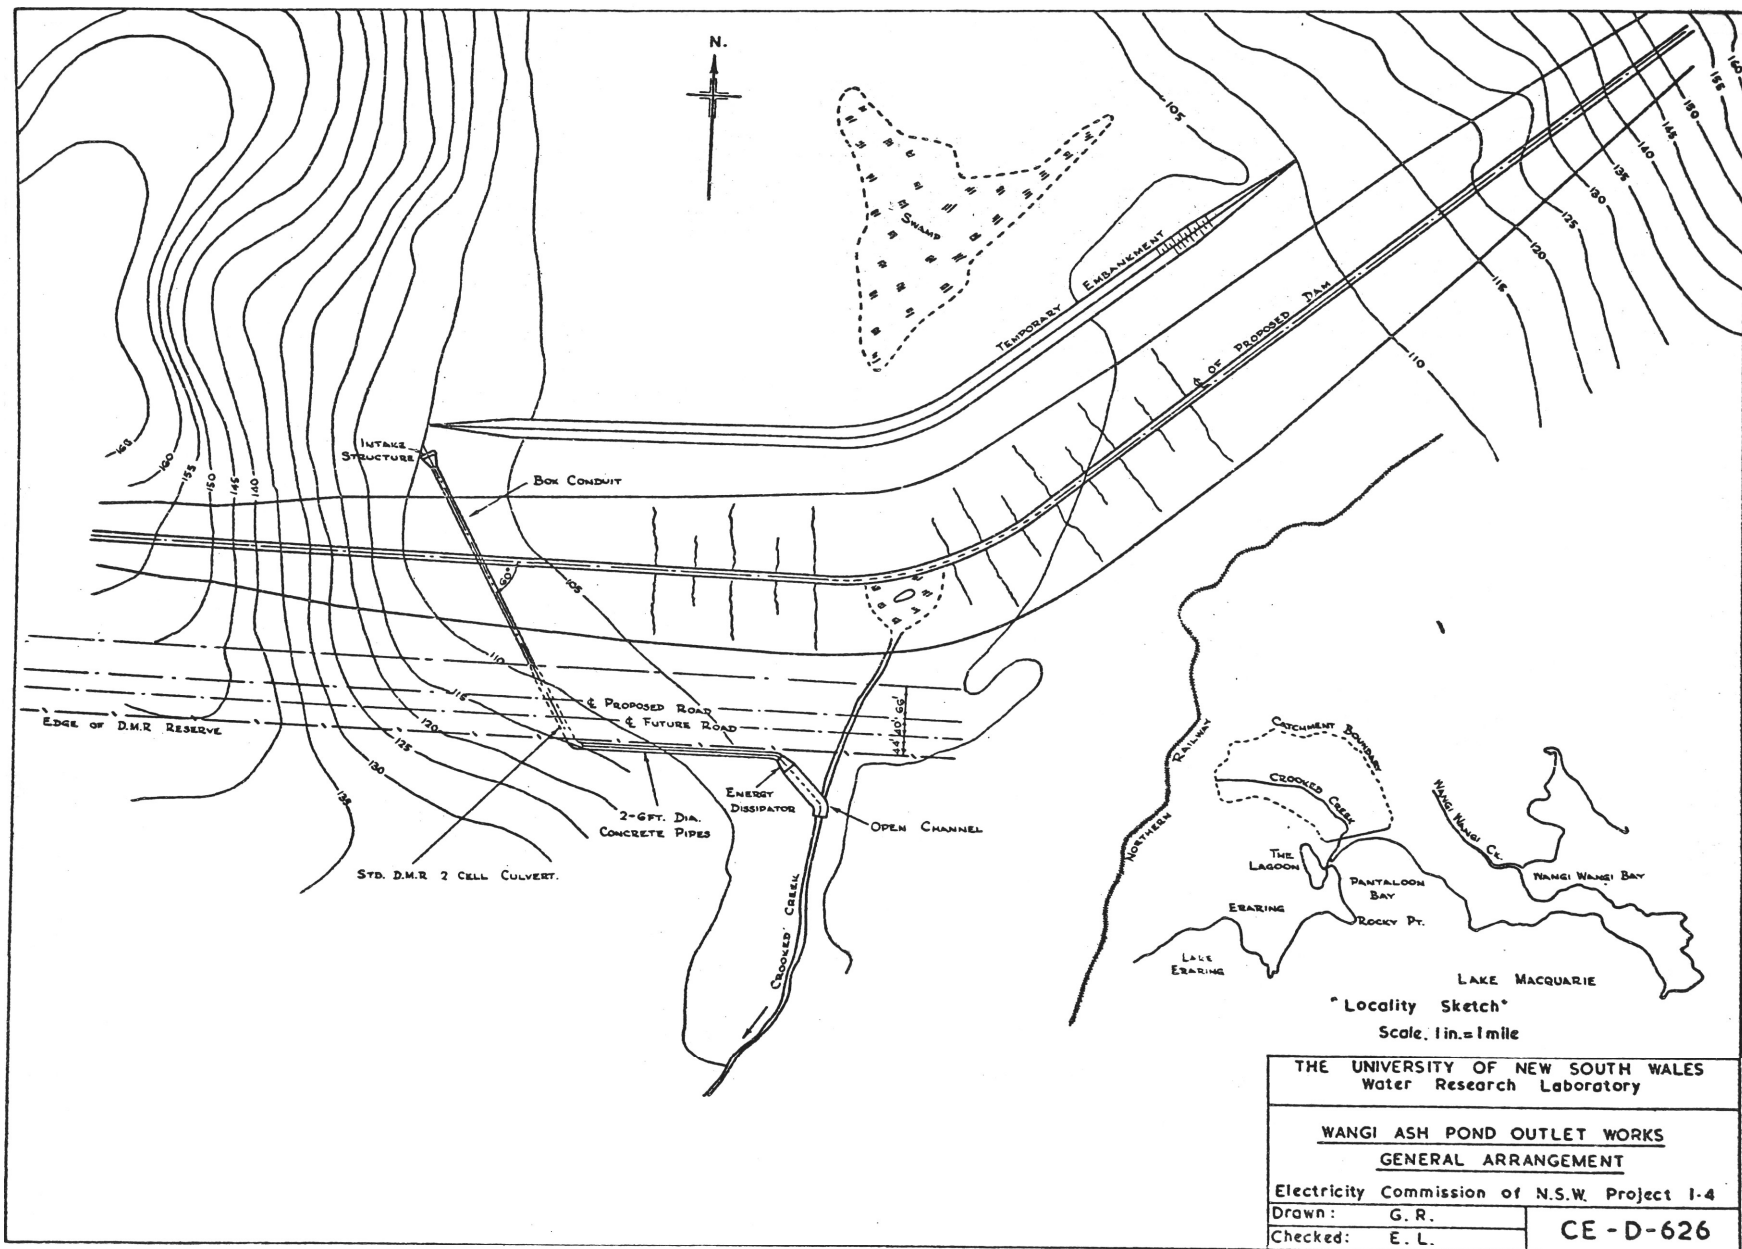 N.
105
160
155
150
145
140
135
130
125
120
115
110
SWAMP
TEMPORARY EMBANKMENT
℄ OF PROPOSED DAM
INTAKE
STRUCTURE
BOX CONDUIT
160
155
150
145
140
60°
105
110
115
120
125
130
135
℄ PROPOSED ROAD
℄ FUTURE ROAD
EDGE OF D.M.R RESERVE
44' 40' 66'
ENERGY
DISSIPATOR
2-6FT. DIA.
CONCRETE PIPES
OPEN CHANNEL
STD. D.M.R 2 CELL CULVERT.
CROOKED CREEK
NORTHERN RAILWAY
CATCHMENT BOUNDARY
CROOKED CREEK
WANGI WANGI CK.
THE
LAGOON
PANTALOON
BAY
WANGI WANGI BAY
ERARING
ROCKY PT.
LAKE
ERARING
LAKE MACQUARIE
"Locality Sketch"
Scale. 1in.=1mile
THE UNIVERSITY OF NEW SOUTH WALES
Water Research Laboratory
WANGI ASH POND OUTLET WORKS
GENERAL ARRANGEMENT
Electricity Commission of N.S.W. Project 1-4
Drawn: G. R.
Checked: E. L.
CE-D-626